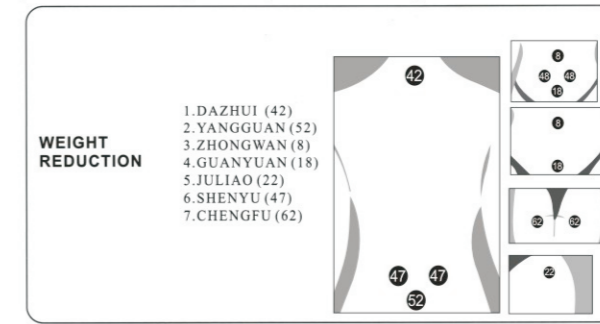 WEIGHT
REDUCTION
1.DAZHUI (42)
2.YANGGUAN (52)
3.ZHONGWAN (8)
4.GUANYUAN (18)
5.JULIAO (22)
6.SHENYU (47)
7.CHENGFU (62)
42
47 47
52
8
48 48
18
8
18
62 62
22